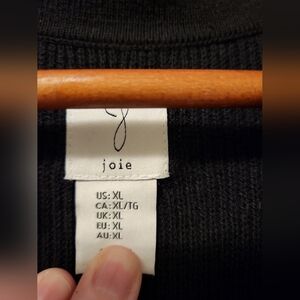 j
joie
US: XL
CA: XL/TG
UK: XL
EU: XL
AU: XL